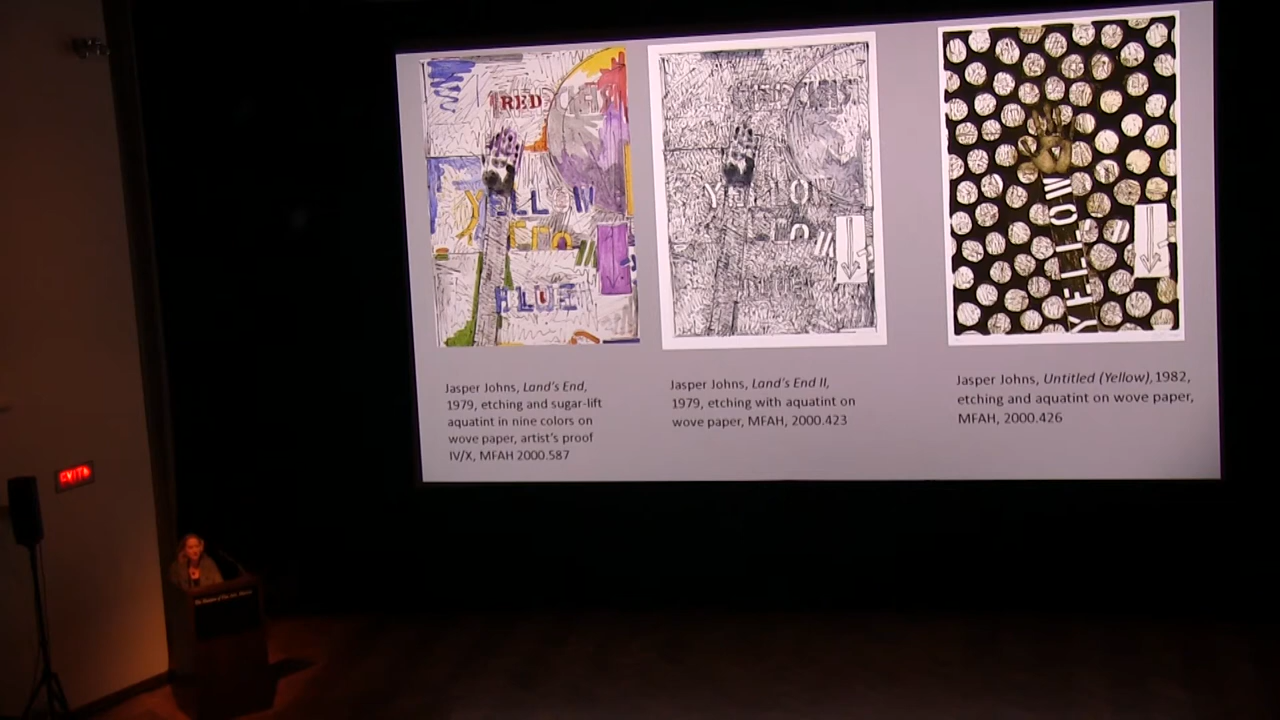 RED
YELL W
BLUE
YELLO
YELLOW
Jasper Johns, Land's End,
1979, etching and sugar-lift
aquatint in nine colors on
wove paper, artist's proof
IV/X, MFAH 2000.587
Jasper Johns, Land's End II,
1979, etching with aquatint on
wove paper, MFAH, 2000.423
Jasper Johns, Untitled (Yellow), 1982,
etching and aquatint on wove paper,
MFAH, 2000.426